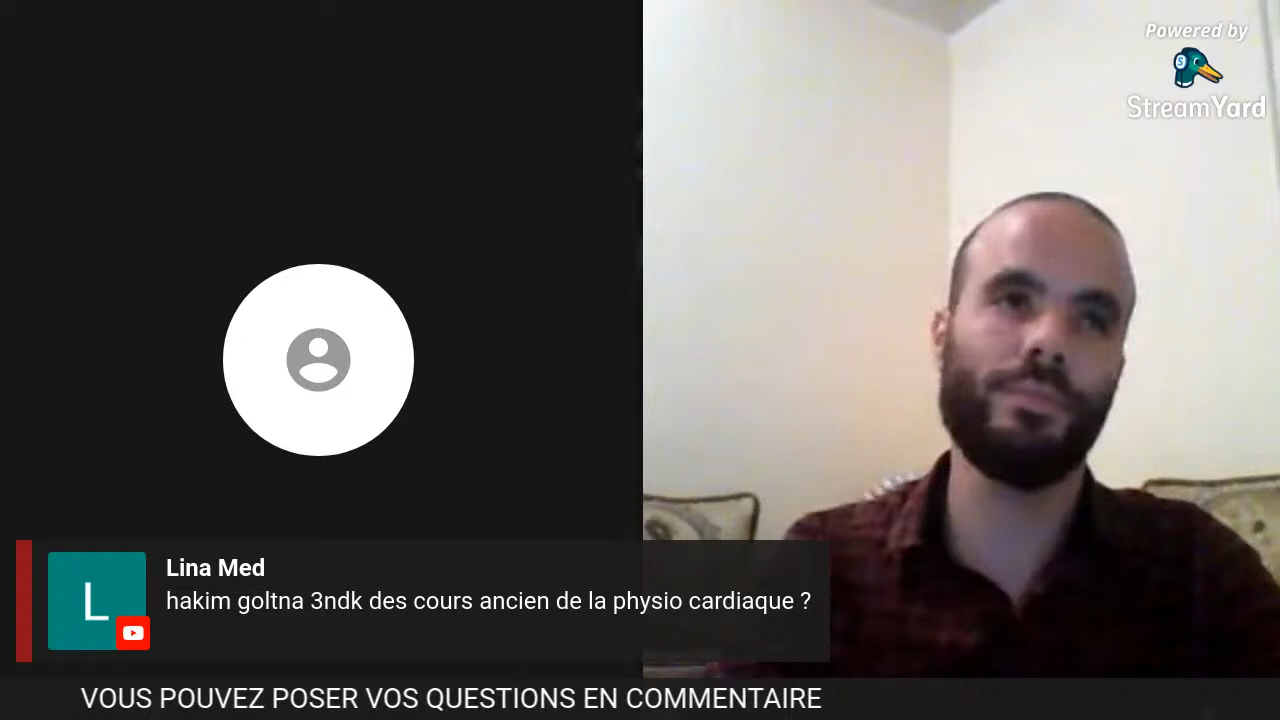 Powered by
StreamYard
L
Lina Med
hakim goltna 3ndk des cours ancien de la physio cardiaque ?
VOUS POUVEZ POSER VOS QUESTIONS EN COMMENTAIRE